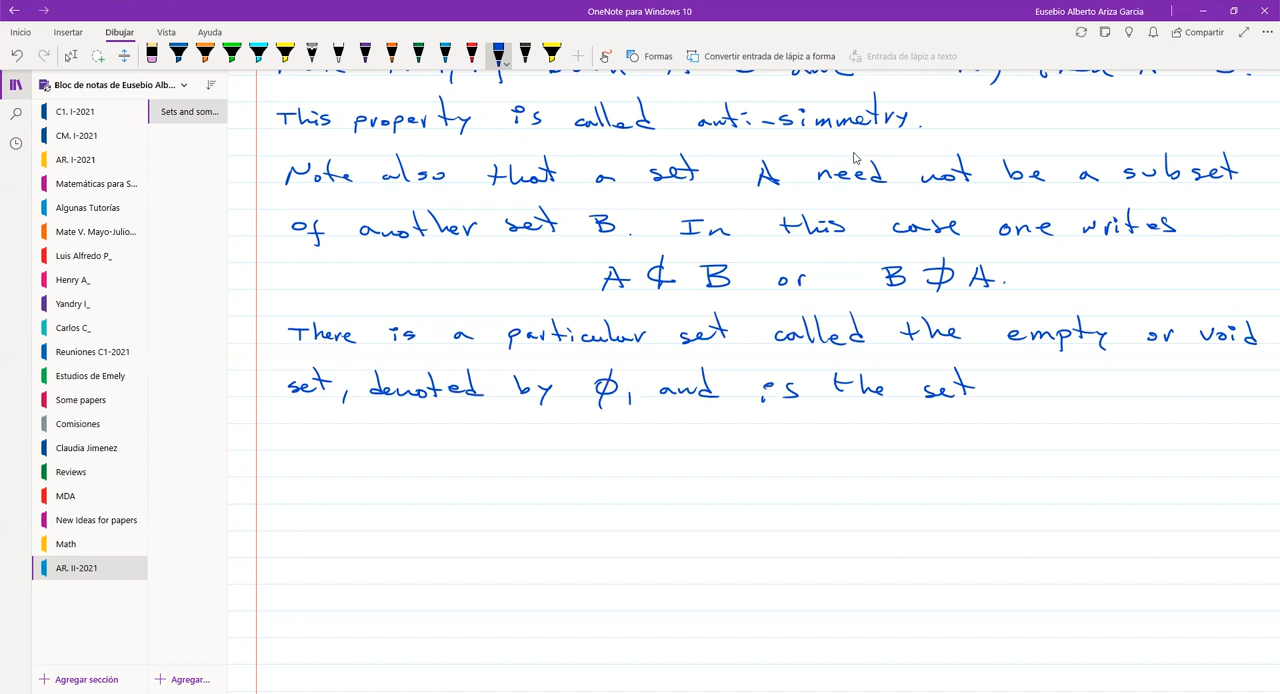 OneNote para Windows 10
Eusebio Alberto Ariza Garcia
Inicio Insertar Dibujar Vista Ayuda
Compartir
Formas Convertir entrada de lápiz a forma Entrada de lápiz a texto
Bloc de notas de Eusebio Alb...
C1. I-2021
CM. I-2021
AR. I-2021
Matemáticas para S...
Algunas Tutorías
Mate V. Mayo-Julio...
Luis Alfredo P_
Henry A_
Yandry I_
Carlos C_
Reuniones C1-2021
Estudios de Emely
Some papers
Comisiones
Claudia Jimenez
Reviews
MDA
New Ideas for papers
Math
AR. II-2021
Agregar sección
Sets and som...
Agregar...
This property is called anti-simmetry.
Note also that a set A need not be a subset
of another set B. In this case one writes
A ⊄ B or B ⊅ A.
There is a particular set called the empty or void
set, denoted by ∅, and is the set